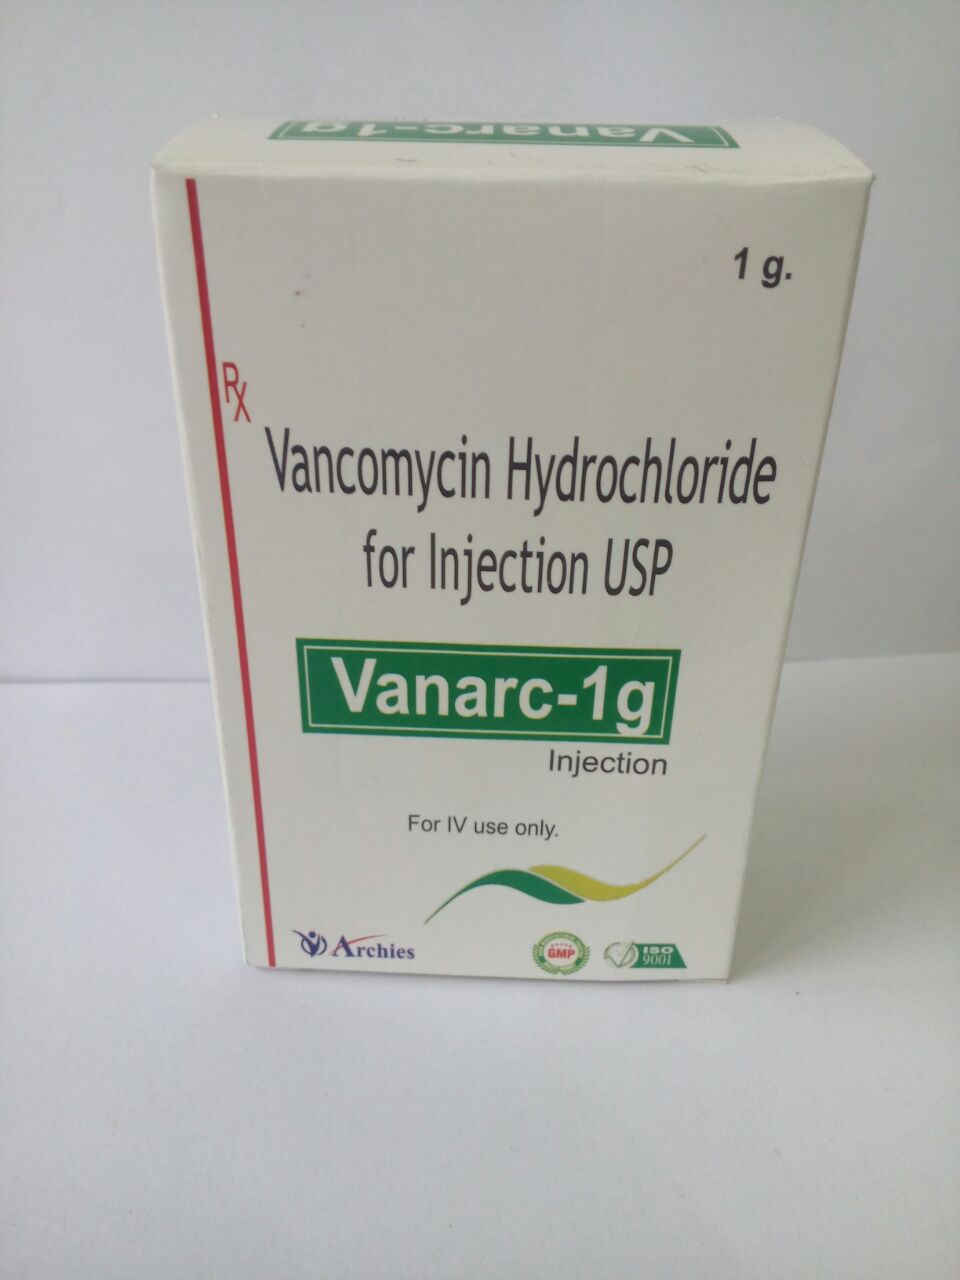 Vanarc-1g
1 g.
Rx
Vancomycin Hydrochloride
for Injection USP
Vanarc-1g
Injection
For IV use only.
Archies
GMP
ISO
9001